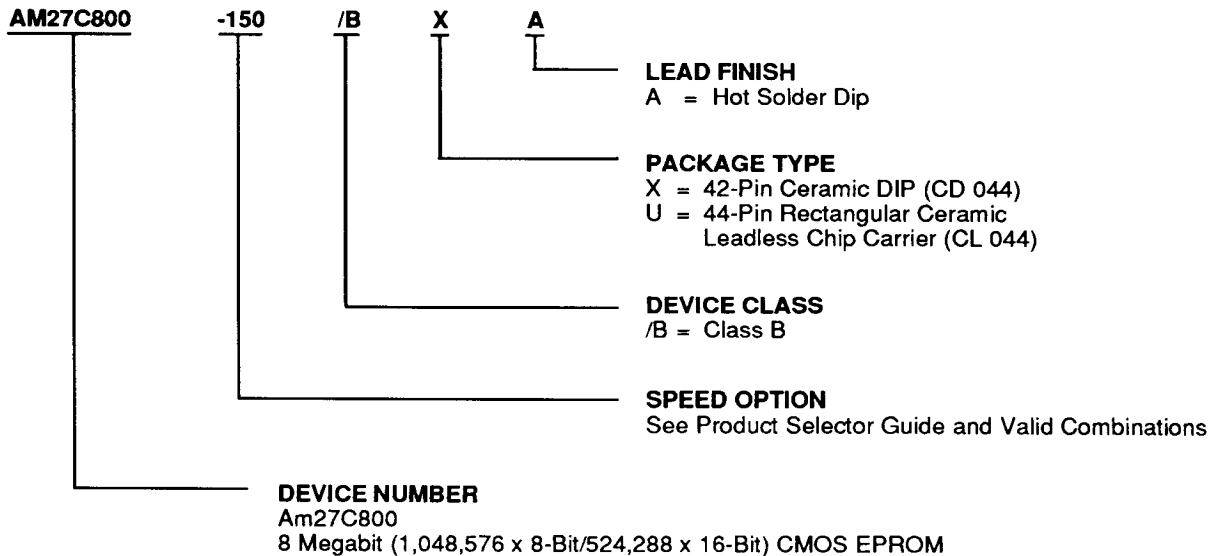 AM27C800 -150 /B X A
LEAD FINISH
A = Hot Solder Dip
PACKAGE TYPE
X = 42-Pin Ceramic DIP (CD 044)
U = 44-Pin Rectangular Ceramic
Leadless Chip Carrier (CL 044)
DEVICE CLASS
/B = Class B
SPEED OPTION
See Product Selector Guide and Valid Combinations
DEVICE NUMBER
Am27C800
8 Megabit (1,048,576 x 8-Bit/524,288 x 16-Bit) CMOS EPROM